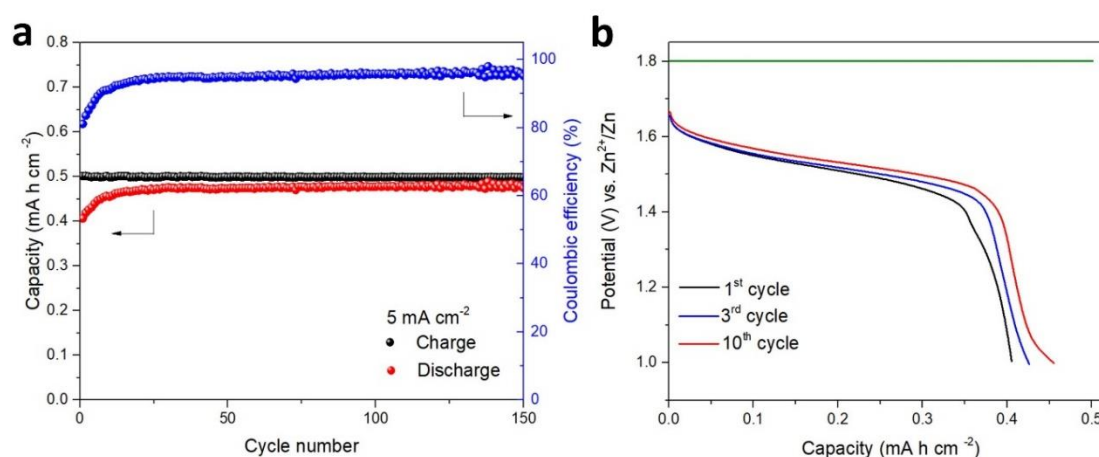 a
0.8
0.7
0.6
0.5
0.4
0.3
0.2
0.1
0.0
Capacity (mA h cm⁻²)
0
50
100
150
Cycle number
100
80
60
40
20
0
Coulombic efficiency (%)
5 mA cm⁻²
Charge
Discharge
b
1.8
1.6
1.4
1.2
1.0
Potential (V) vs. Zn²⁺/Zn
0.0
0.1
0.2
0.3
0.4
0.5
Capacity (mA h cm ⁻²)
1ˢᵗ cycle
3ʳᵈ cycle
10ᵗʰ cycle